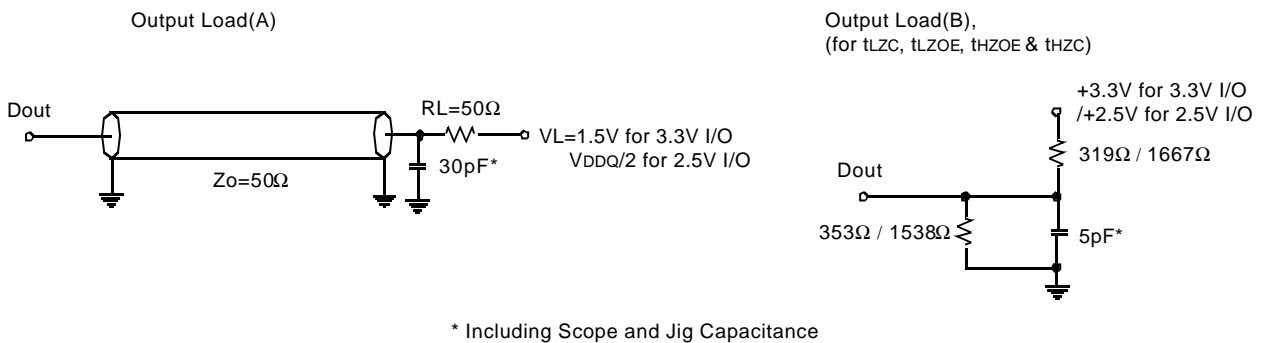 Output Load(A)
Dout
RL=50Ω
VL=1.5V for 3.3V I/O
VDDQ/2 for 2.5V I/O
30pF*
Zo=50Ω
Output Load(B),
(for tLZC, tLZOE, tHZOE & tHZC)
+3.3V for 3.3V I/O
/+2.5V for 2.5V I/O
319Ω / 1667Ω
Dout
353Ω / 1538Ω
5pF*
* Including Scope and Jig Capacitance